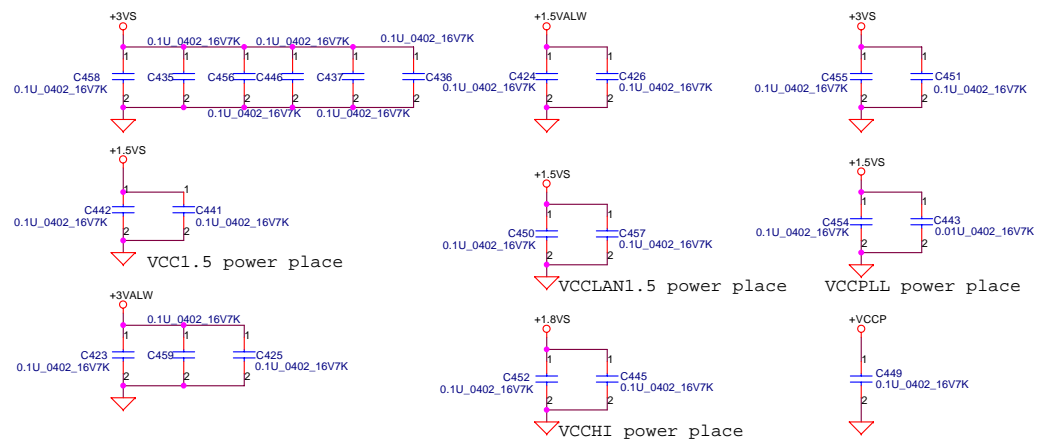 +3VS
0.1U_0402_16V7K
0.1U_0402_16V7K
0.1U_0402_16V7K
1
1
1
1
1
1
C458
C435
C456
C446
C437
C436
0.1U_0402_16V7K
0.1U_0402_16V7K
2
2
2
2
2
2
0.1U_0402_16V7K
0.1U_0402_16V7K
+1.5VALW
1
1
C424
C426
0.1U_0402_16V7K
0.1U_0402_16V7K
2
2
+3VS
1
1
C455
C451
0.1U_0402_16V7K
0.1U_0402_16V7K
2
2
+1.5VS
1
1
C442
C441
0.1U_0402_16V7K
0.1U_0402_16V7K
2
2
VCC1.5 power place
+1.5VS
1
1
C450
C457
0.1U_0402_16V7K
0.1U_0402_16V7K
2
2
VCCLAN1.5 power place
+1.5VS
1
1
C454
C443
0.1U_0402_16V7K
0.01U_0402_16V7K
2
2
VCCPLL power place
+3VALW
0.1U_0402_16V7K
1
1
1
C423
C459
C425
0.1U_0402_16V7K
0.1U_0402_16V7K
2
2
2
+1.8VS
1
1
C452
C445
0.1U_0402_16V7K
0.1U_0402_16V7K
2
2
VCCHI power place
+VCCP
1
C449
0.1U_0402_16V7K
2